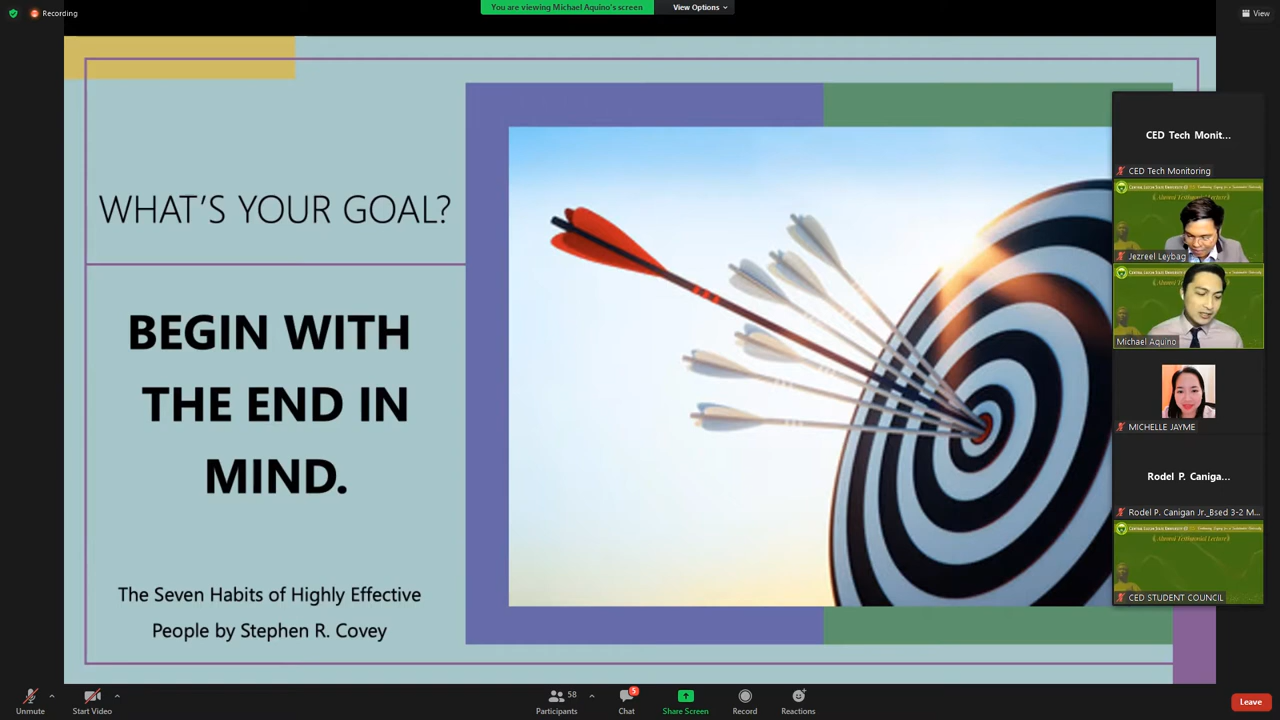 Recording
You are viewing Michael Aquino's screen
View Options
View
WHAT'S YOUR GOAL?
BEGIN WITH
THE END IN
MIND.
The Seven Habits of Highly Effective
People by Stephen R. Covey
CED Tech Monit...
CED Tech Monitoring
Jezreel Leybag
Michael Aquino
MICHELLE JAYME
Rodel P. Caniga...
Rodel P. Canigan Jr._Bsed 3-2 M...
Alumni Testimonial Lecture
CED STUDENT COUNCIL
Unmute
Start Video
58
Participants
5
Chat
Share Screen
Record
Reactions
Leave